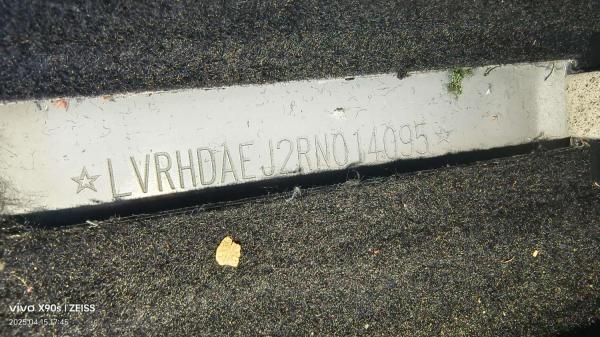 ☆LVRHDAEJ2RN014095☆
vivo X90s | ZEISS
2025.04.15 17:45